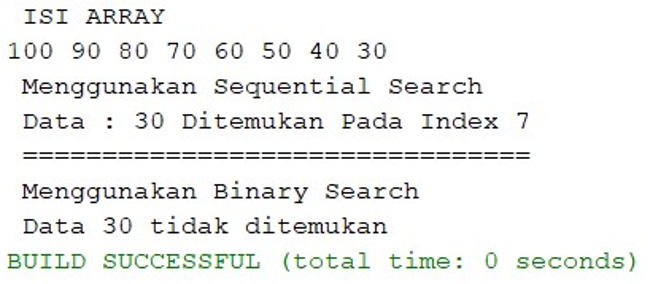 ISI ARRAY
100 90 80 70 60 50 40 30
Menggunakan Sequential Search
Data : 30 Ditemukan Pada Index 7
================================
Menggunakan Binary Search
Data 30 tidak ditemukan
BUILD SUCCESSFUL (total time: 0 seconds)